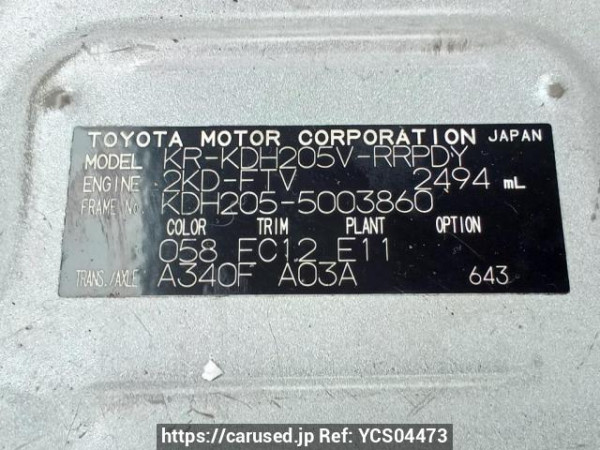 TOYOTA MOTOR CORPORATION JAPAN
MODEL KR-KDH205V-RRPDY
ENGINE 2KD-FTV 2494 mL
FRAME No. KDH205-5003860
COLOR TRIM PLANT OPTION
058 FC12 E11
TRANS./AXLE A340F A03A 643
https://carused.jp Ref: YCS04473